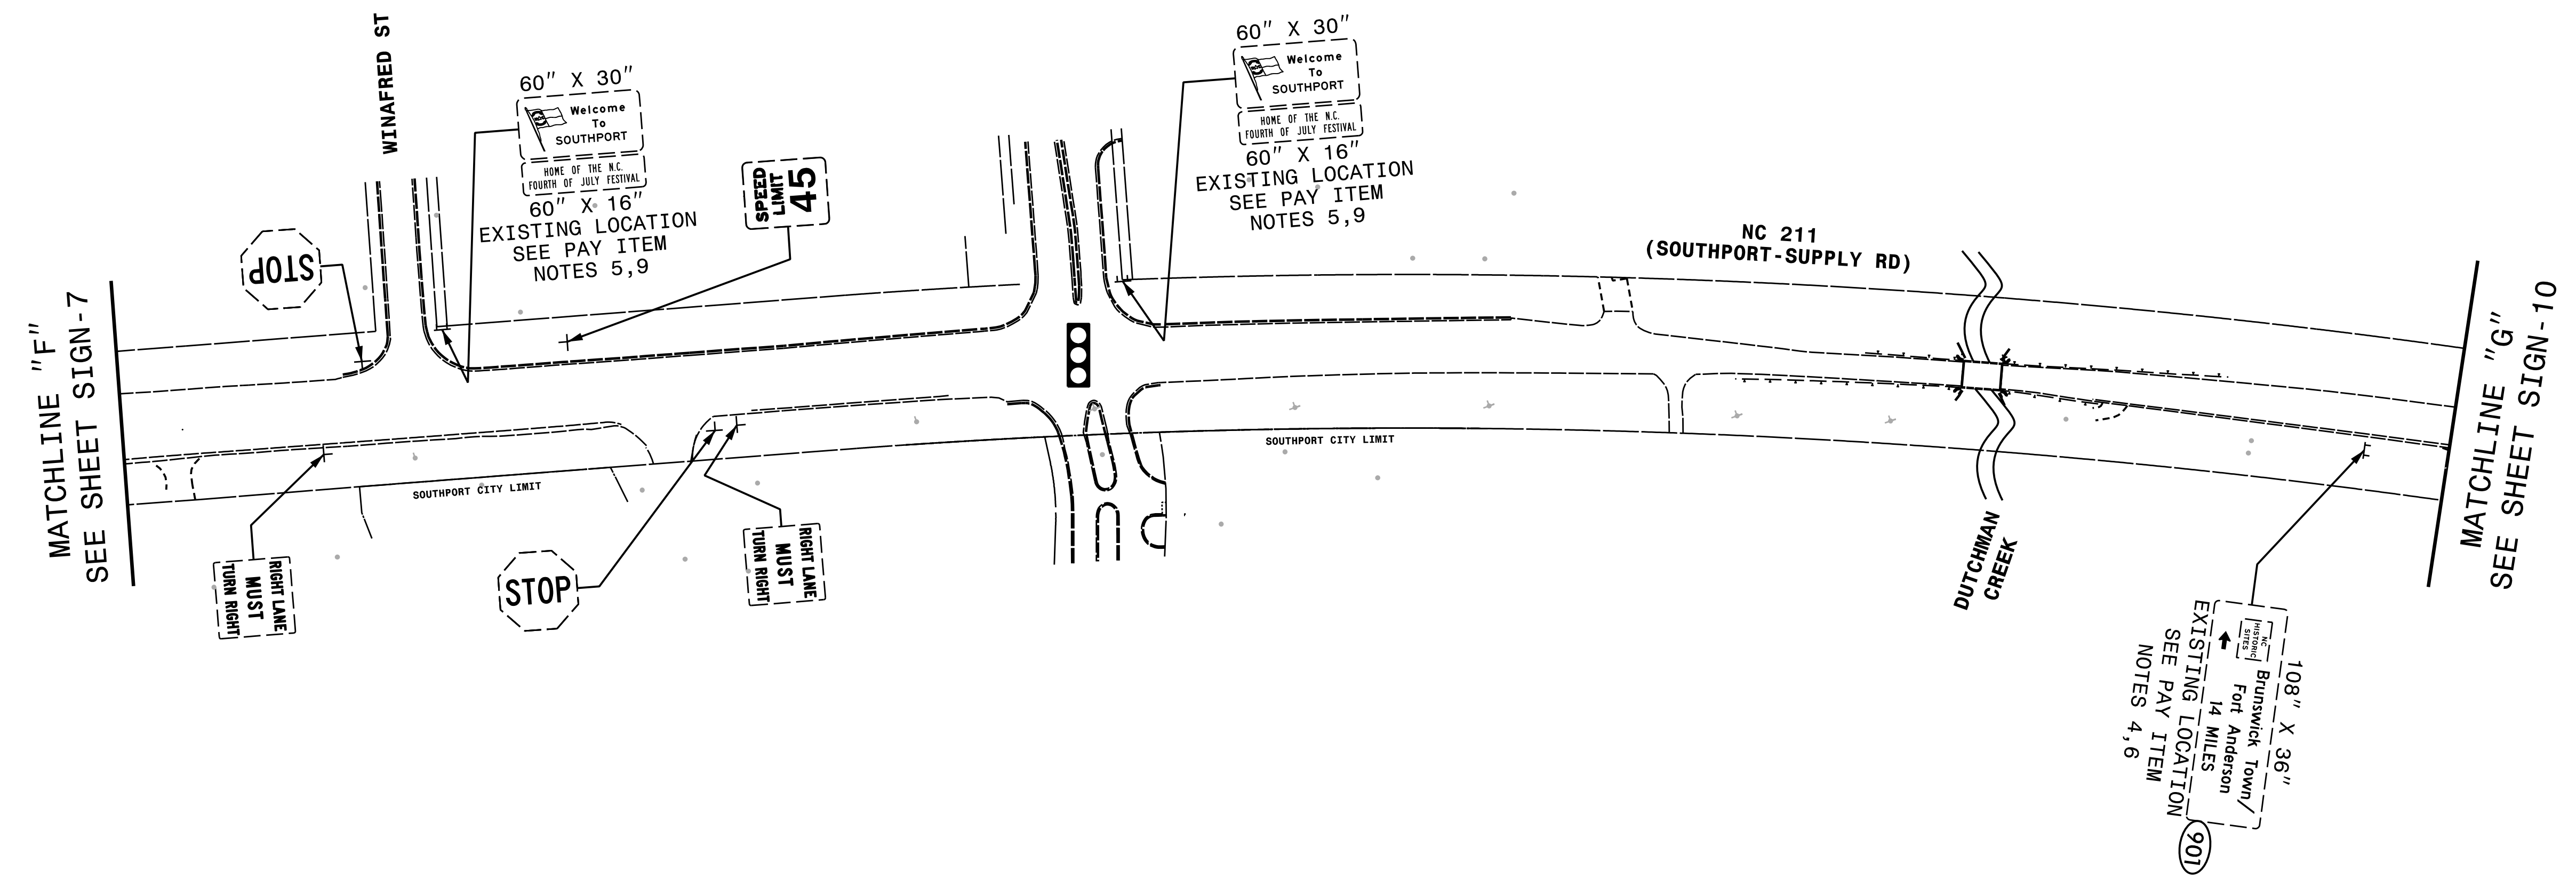 WINAFRED ST
60" X 30"
Welcome
To
SOUTHPORT
HOME OF THE N.C.
FOURTH OF JULY FESTIVAL
60" X 16"
EXISTING LOCATION
SEE PAY ITEM
NOTES 5,9
SPEED
LIMIT
45
60" X 30"
Welcome
To
SOUTHPORT
HOME OF THE N.C.
FOURTH OF JULY FESTIVAL
60" X 16"
EXISTING LOCATION
SEE PAY ITEM
NOTES 5,9
NC 211
(SOUTHPORT-SUPPLY RD)
STOP
MATCHLINE "F"
SEE SHEET SIGN-7
MATCHLINE "G"
SEE SHEET SIGN-10
SOUTHPORT CITY LIMIT
SOUTHPORT CITY LIMIT
RIGHT LANE
MUST
TURN RIGHT
STOP
RIGHT LANE
MUST
TURN RIGHT
DUTCHMAN
CREEK
108" X 36"
NC
HISTORIC
SITES
Brunswick Town/
Fort Anderson
14 MILES
EXISTING LOCATION
SEE PAY ITEM
NOTES 4,6
901